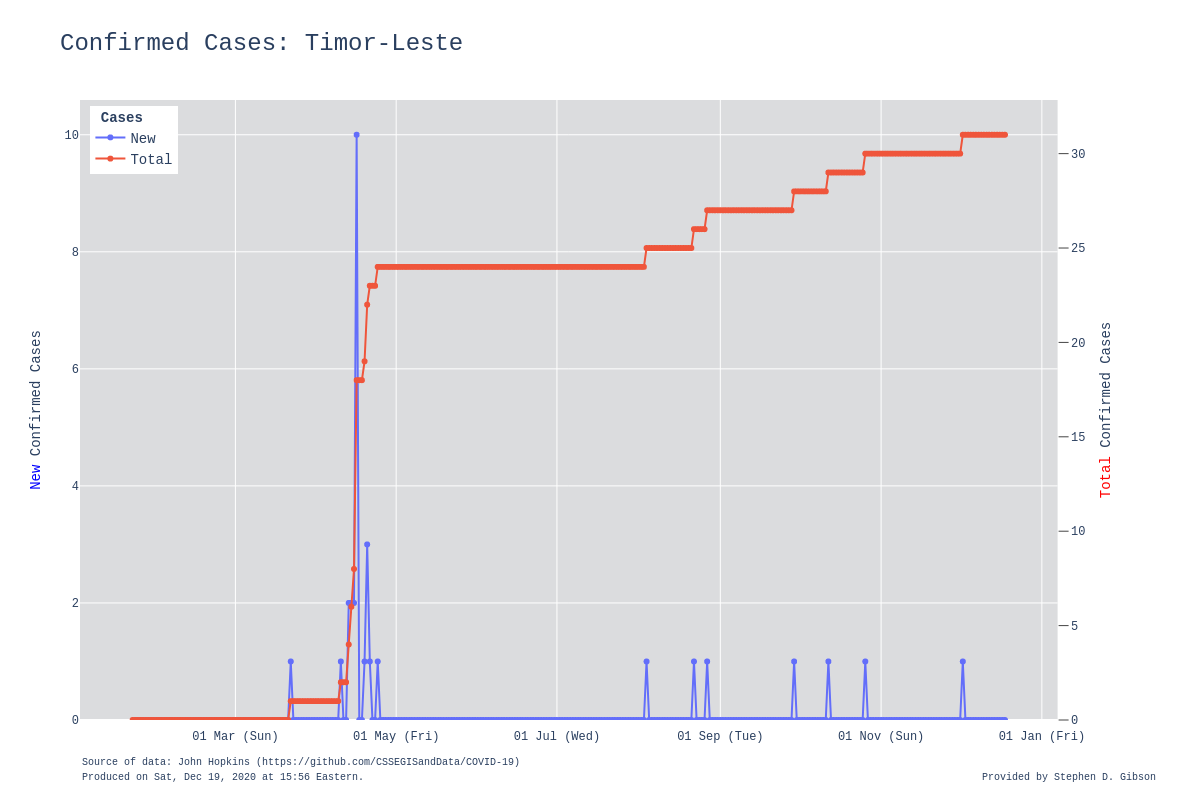 Confirmed Cases: Timor-Leste
Cases
New
Total
10
8
6
4
2
0
30
25
20
15
10
5
0
New Confirmed Cases
Total Confirmed Cases
01 Mar (Sun)
01 May (Fri)
01 Jul (Wed)
01 Sep (Tue)
01 Nov (Sun)
01 Jan (Fri)
Source of data: John Hopkins (https://github.com/CSSEGISandData/COVID-19)
Produced on Sat, Dec 19, 2020 at 15:56 Eastern.
Provided by Stephen D. Gibson